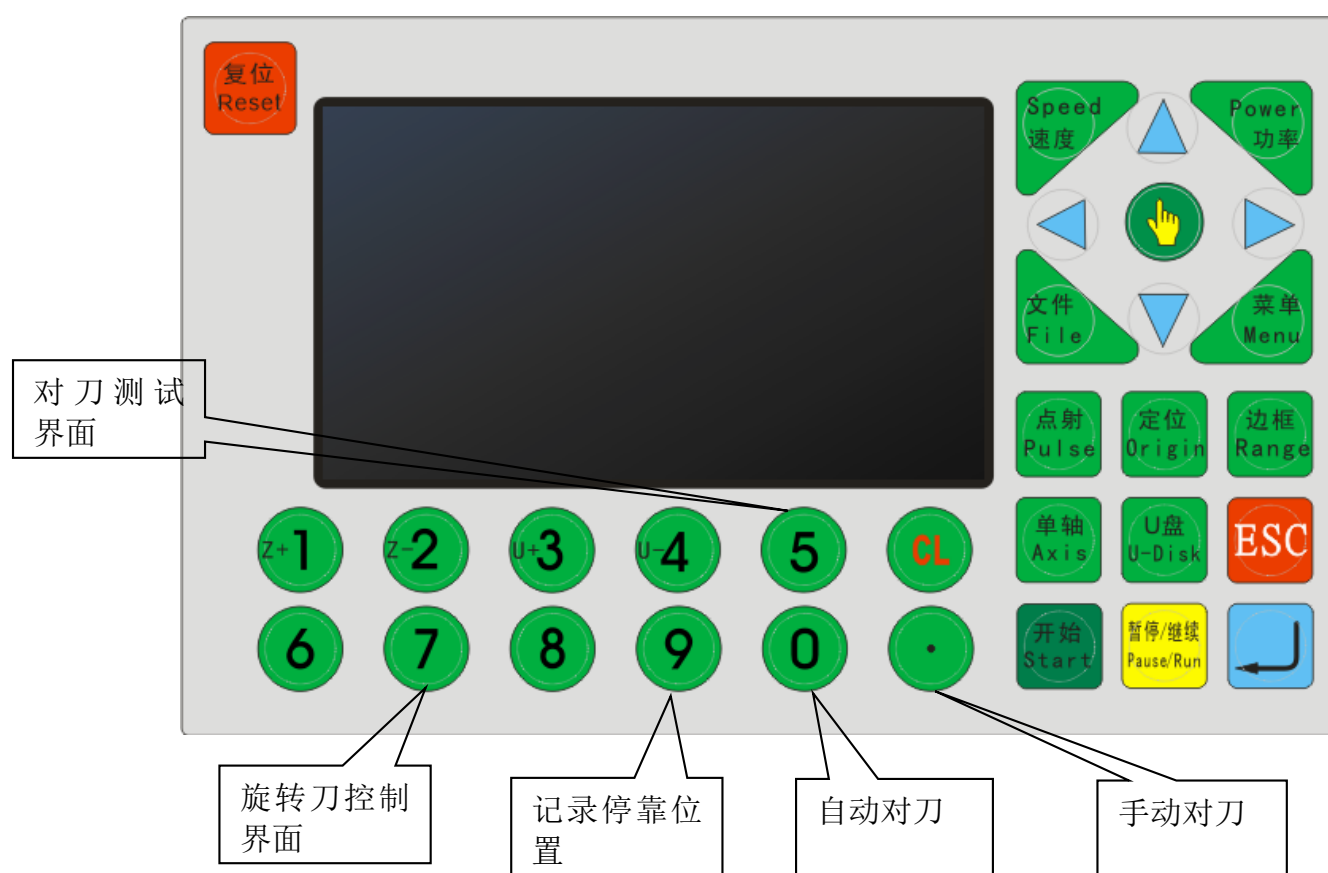 复位
Reset
Speed
速度
Power
功率
文件
File
菜单
Menu
对刀测试
界面
点射
Pulse
定位
Origin
边框
Range
Z+1
Z-2
U+3
U-4
5
CL
单轴
Axis
U盘
U-Disk
ESC
6
7
8
9
0
.
开始
Start
暂停/继续
Pause/Run
旋转刀控制
界面
记录停靠位
置
自动对刀
手动对刀